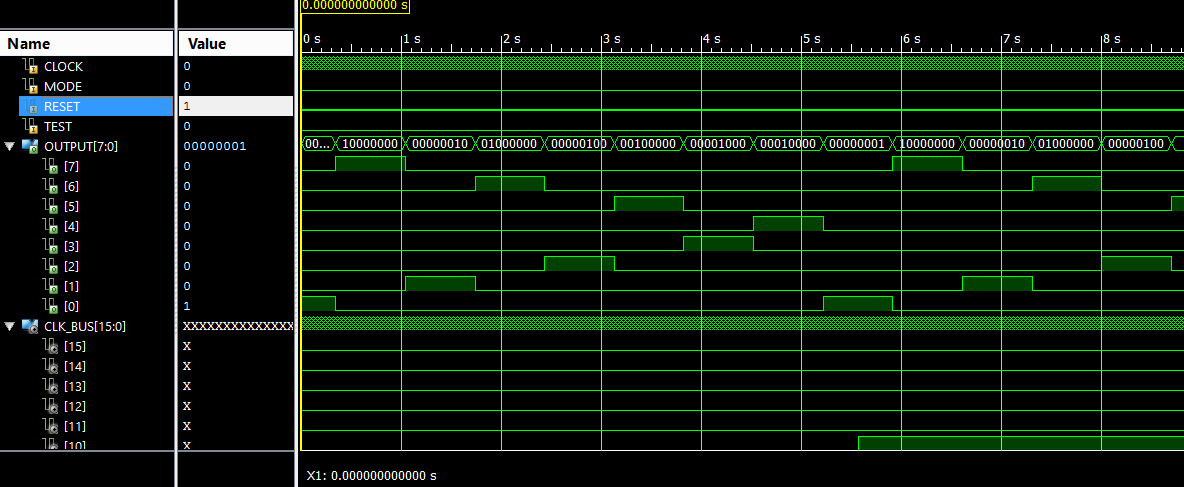 0.000000000000 s
0 s 1 s 2 s 3 s 4 s 5 s 6 s 7 s 8 s
Name Value
CLOCK 0
MODE 0
RESET 1
TEST 0
OUTPUT[7:0] 00000001 00... 10000000 00000010 01000000 00000100 00100000 00001000 00010000 00000001 10000000 00000010 01000000 00000100
[7] 0
[6] 0
[5] 0
[4] 0
[3] 0
[2] 0
[1] 0
[0] 1
CLK_BUS[15:0] XXXXXXXXXXXXXX
[15] X
[14] X
[13] X
[12] X
[11] X
[10] X
X1: 0.000000000000 s